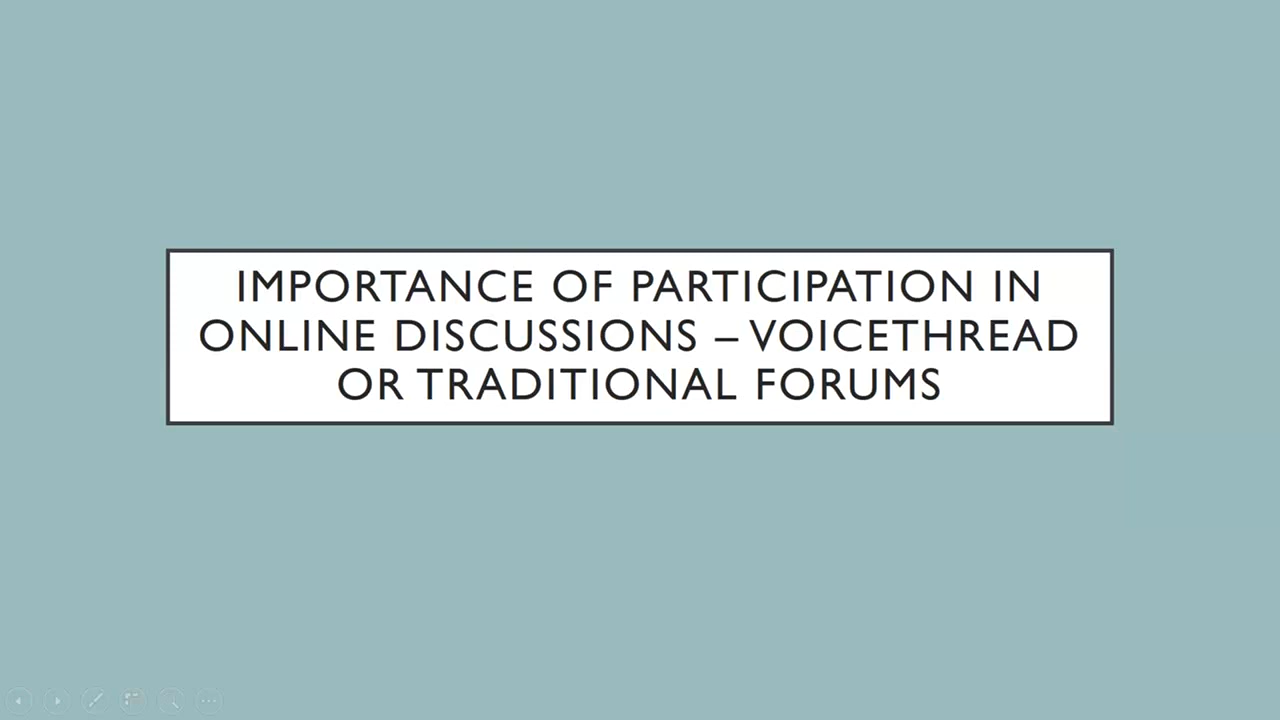 IMPORTANCE OF PARTICIPATION IN
ONLINE DISCUSSIONS – VOICETHREAD
OR TRADITIONAL FORUMS